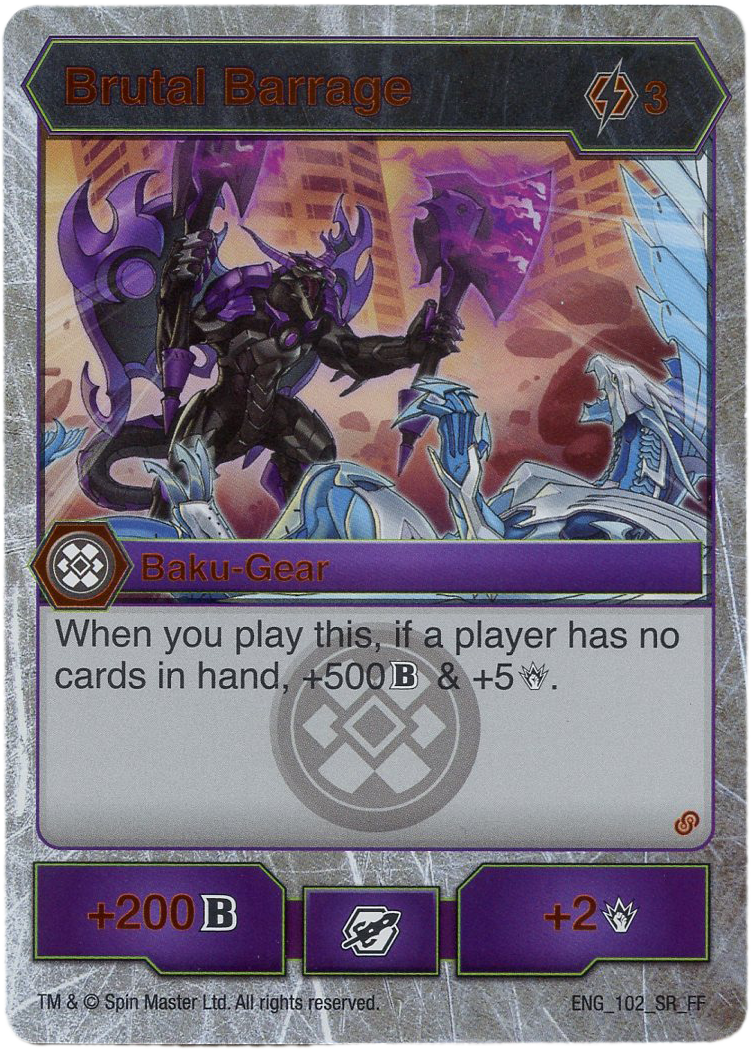 Brutal Barrage
3
Baku-Gear
When you play this, if a player has no
cards in hand, +500B & +5.
+200B
+2
TM & © Spin Master Ltd. All rights reserved.
ENG_102_SR_FF